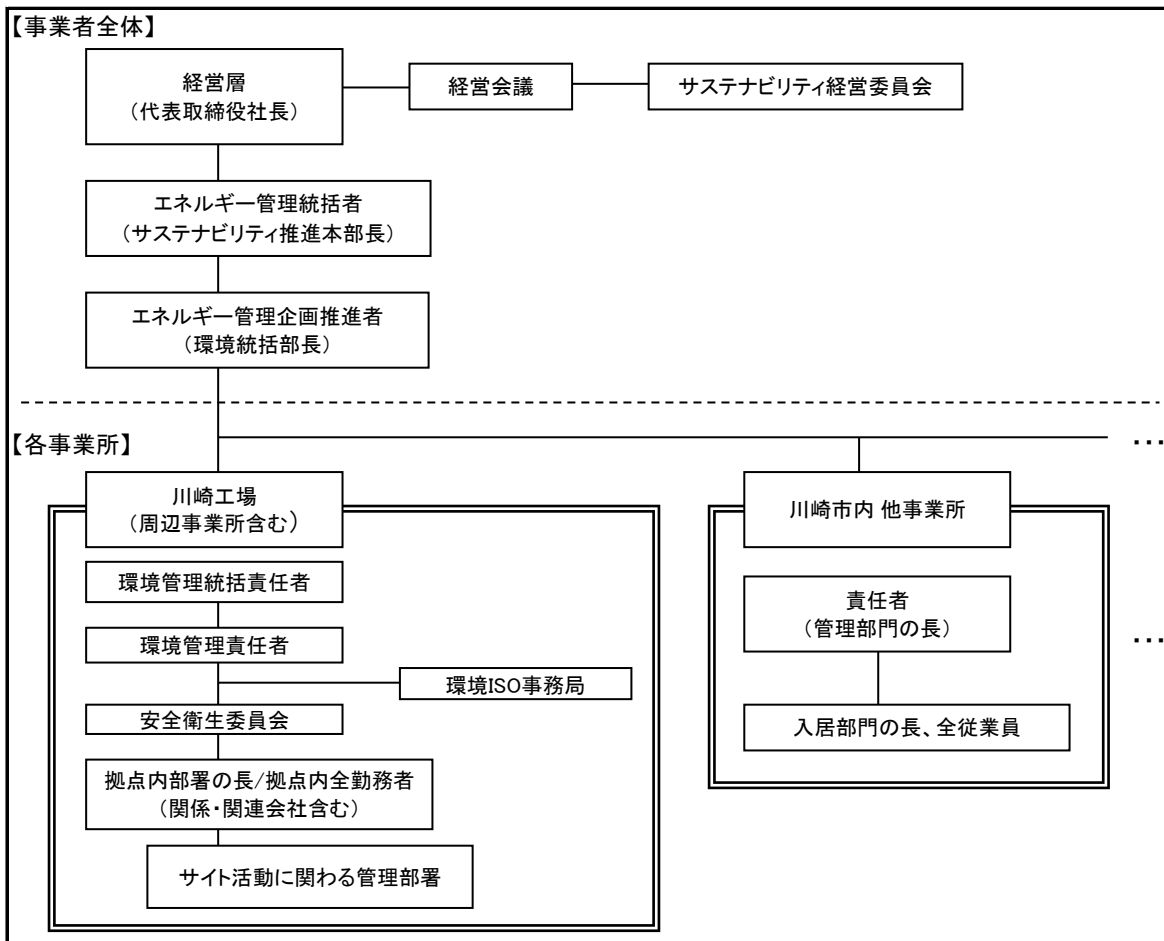 【事業者全体】
経営層
（代表取締役社長）
経営会議
サステナビリティ経営委員会
エネルギー管理統括者
（サステナビリティ推進本部長）
エネルギー管理企画推進者
（環境統括部長）
【各事業所】
…
川崎工場
（周辺事業所含む）
環境管理統括責任者
環境管理責任者
環境ISO事務局
安全衛生委員会
拠点内部署の長/拠点内全勤務者
（関係・関連会社含む）
サイト活動に関わる管理部署
川崎市内 他事業所
責任者
（管理部門の長）
…
入居部門の長、全従業員